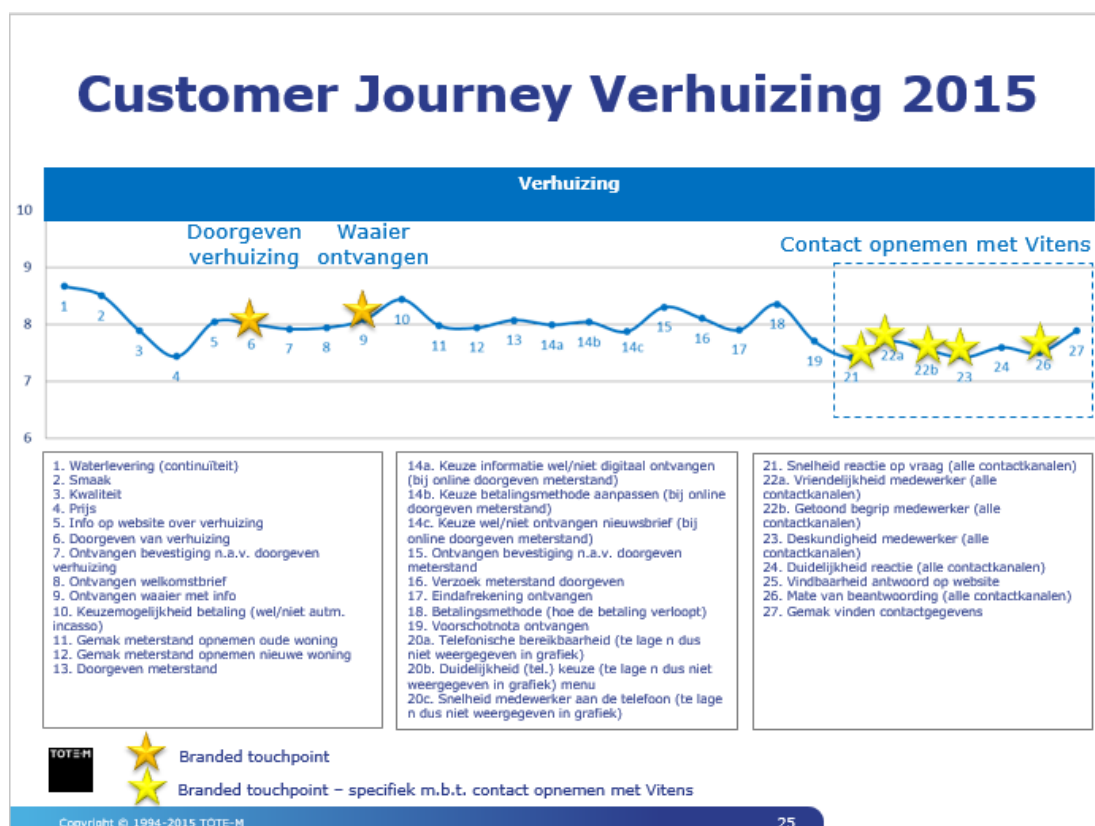 Customer Journey Verhuizing 2015
Verhuizing
10
9
8
7
6
Doorgeven
verhuizing
Waaier
ontvangen
Contact opnemen met Vitens
1
2
3
4
5
6
7
8
9
10
11
12
13
14a
14b
14c
15
16
17
18
19
21
22a
22b
23
24
26
27
1. Waterlevering (continuïteit)
2. Smaak
3. Kwaliteit
4. Prijs
5. Info op website over verhuizing
6. Doorgeven van verhuizing
7. Ontvangen bevestiging n.a.v. doorgeven
verhuizing
8. Ontvangen welkomstbrief
9. Ontvangen waaier met info
10. Keuzemogelijkheid betaling (wel/niet autm.
incasso)
11. Gemak meterstand opnemen oude woning
12. Gemak meterstand opnemen nieuwe woning
13. Doorgeven meterstand
14a. Keuze informatie wel/niet digitaal ontvangen
(bij online doorgeven meterstand)
14b. Keuze betalingsmethode aanpassen (bij online
doorgeven meterstand)
14c. Keuze wel/niet ontvangen nieuwsbrief (bij
online doorgeven meterstand)
15. Ontvangen bevestiging n.a.v. doorgeven
meterstand
16. Verzoek meterstand doorgeven
17. Eindafrekening ontvangen
18. Betalingsmethode (hoe de betaling verloopt)
19. Voorschotnota ontvangen
20a. Telefonische bereikbaarheid (te lage n dus
niet weergegeven in grafiek)
20b. Duidelijkheid (tel.) keuze (te lage n dus niet
weergegeven in grafiek) menu
20c. Snelheid medewerker aan de telefoon (te lage
n dus niet weergegeven in grafiek)
21. Snelheid reactie op vraag (alle contactkanalen)
22a. Vriendelijkheid medewerker (alle
contactkanalen)
22b. Getoond begrip medewerker (alle
contactkanalen)
23. Deskundigheid medewerker (alle
contactkanalen)
24. Duidelijkheid reactie (alle contactkanalen)
25. Vindbaarheid antwoord op website
26. Mate van beantwoording (alle contactkanalen)
27. Gemak vinden contactgegevens
TOTE-M
Branded touchpoint
Branded touchpoint – specifiek m.b.t. contact opnemen met Vitens
Copyright © 1994-2015 TOTE-M
25